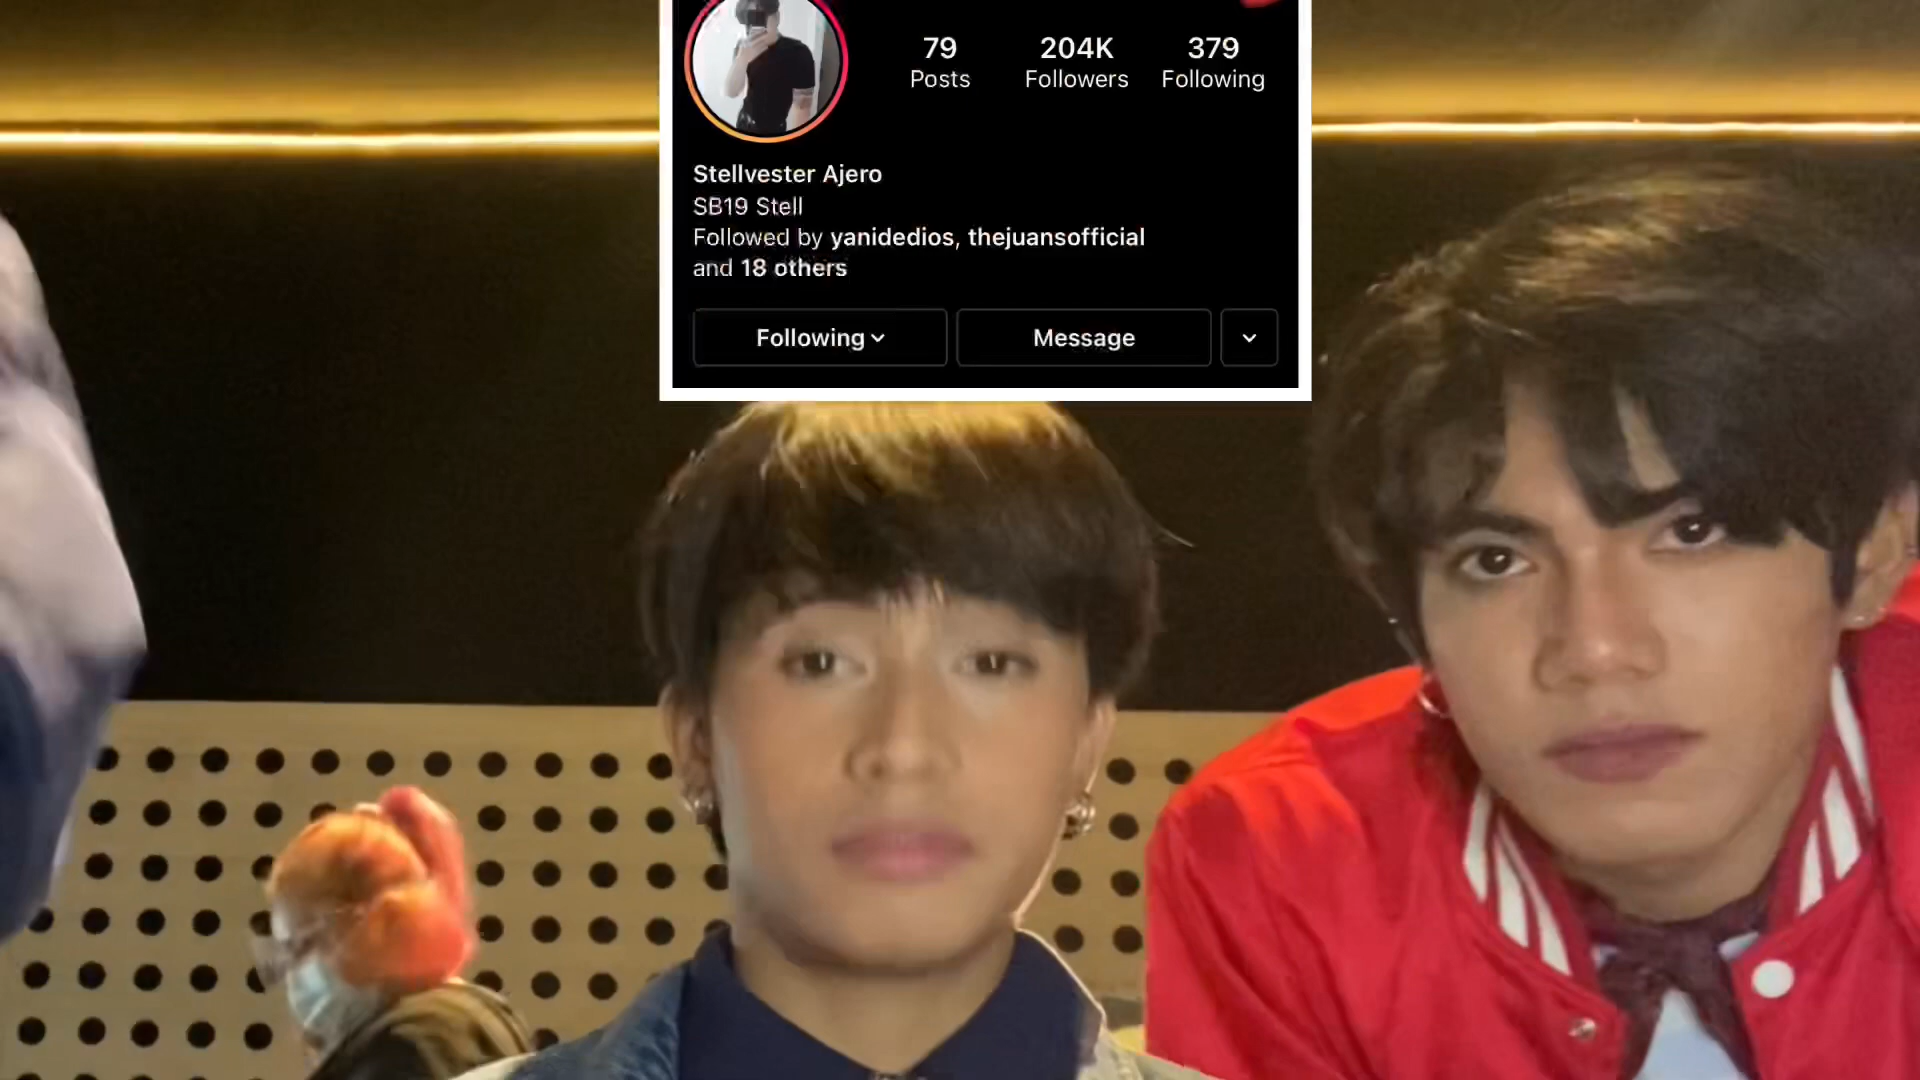 79 204K 379
Posts Followers Following
Stellvester Ajero
SB19 Stell
Followed by yanidedios, thejuansofficial
and 18 others
Following Message